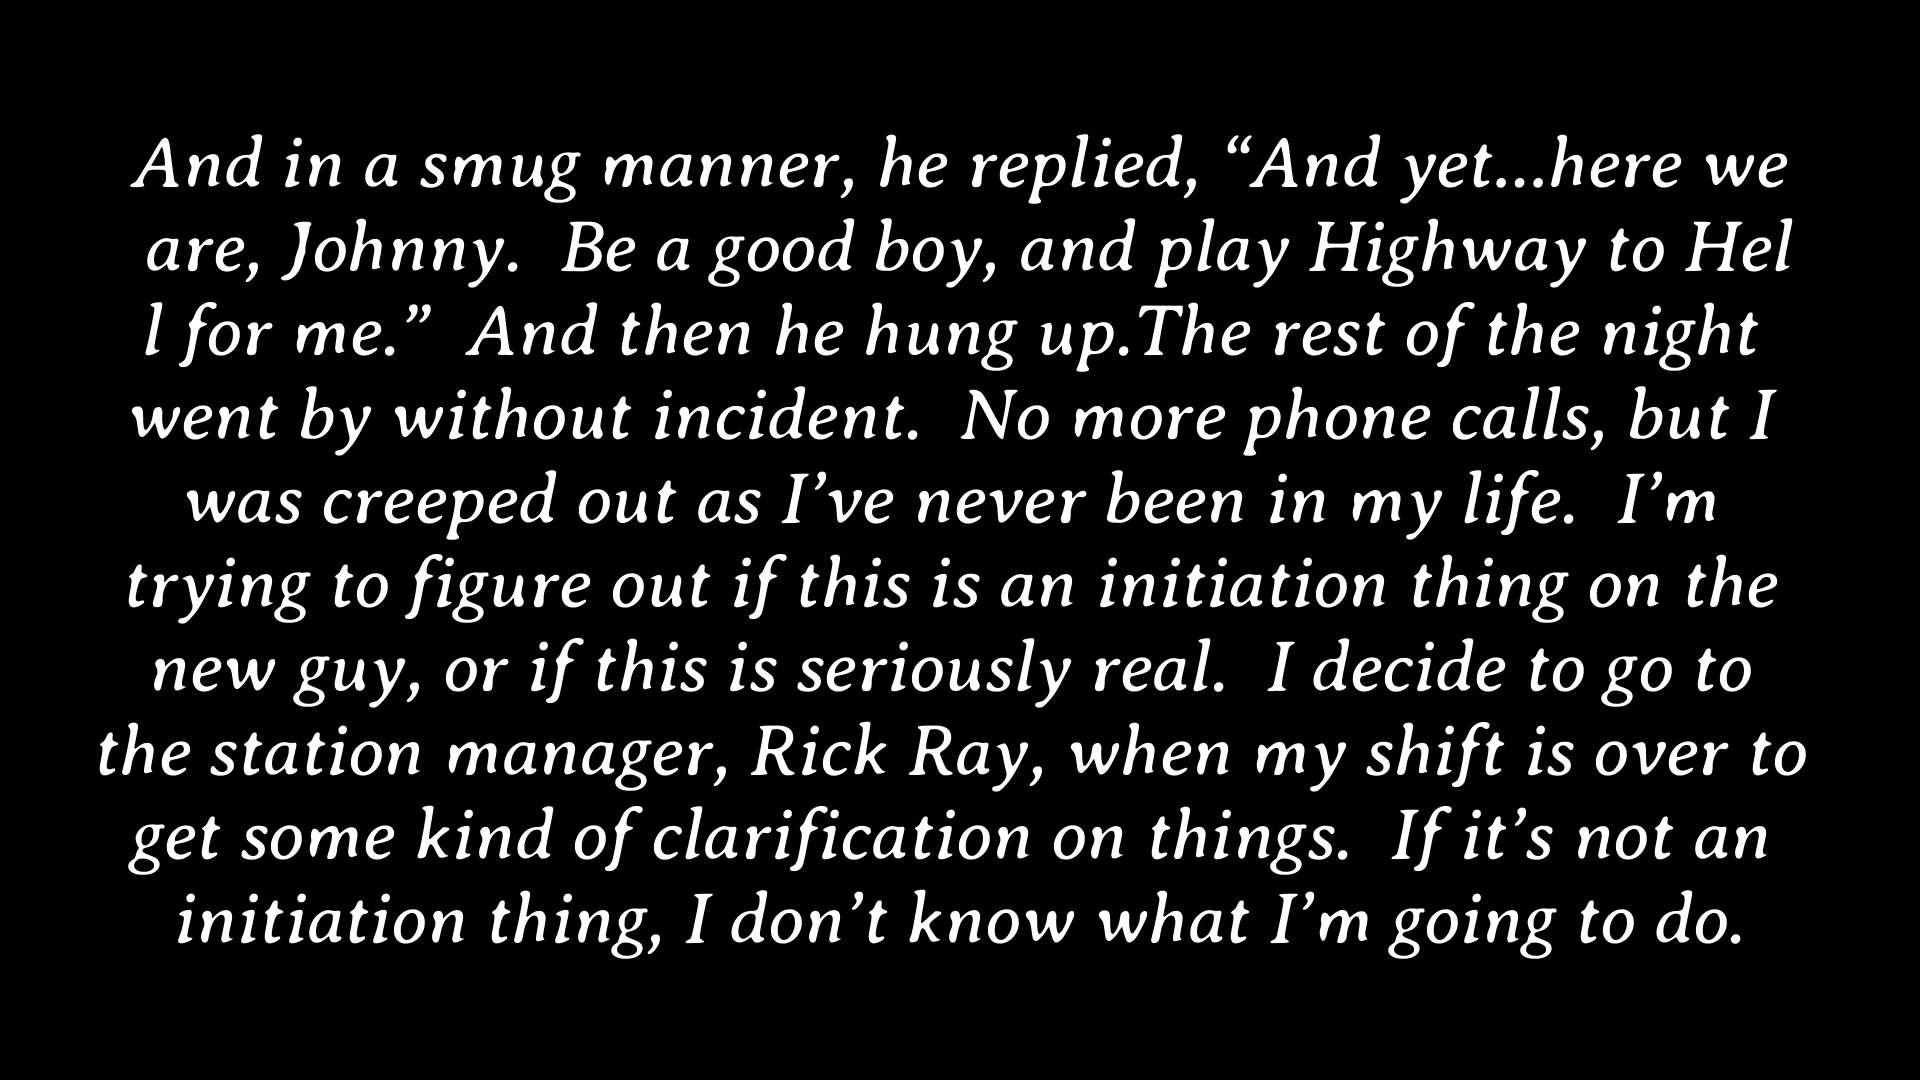 And in a smug manner, he replied, “And yet...here we
are, Johnny.  Be a good boy, and play Highway to Hel
l for me.”  And then he hung up.The rest of the night
went by without incident.  No more phone calls, but I
was creeped out as I’ve never been in my life.  I’m
trying to figure out if this is an initiation thing on the
new guy, or if this is seriously real.  I decide to go to
the station manager, Rick Ray, when my shift is over to
get some kind of clarification on things.  If it’s not an
initiation thing, I don’t know what I’m going to do.